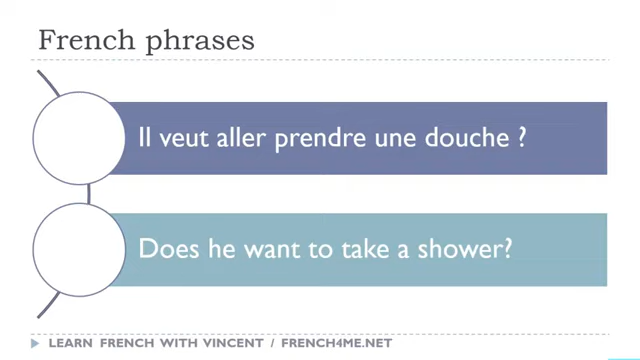 French phrases
Il veut aller prendre une douche ?
Does he want to take a shower?
LEARN FRENCH WITH VINCENT / FRENCH4ME.NET